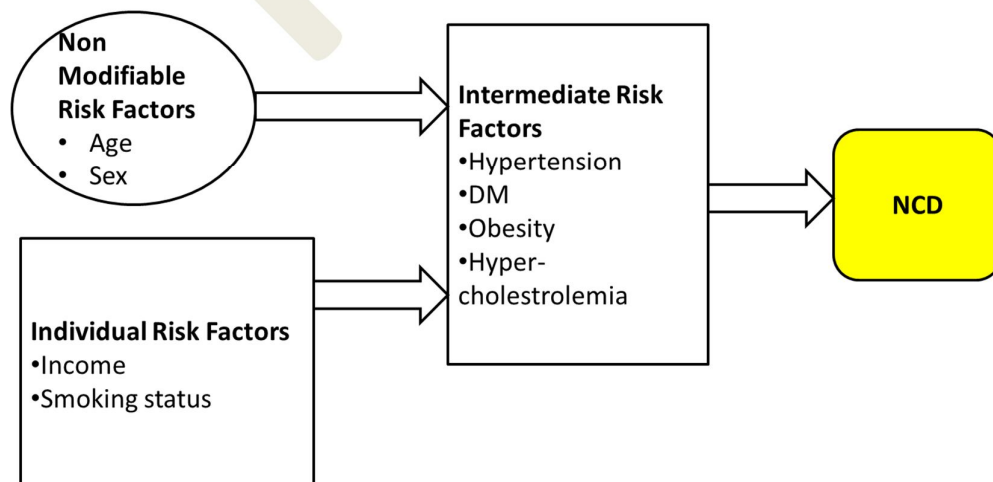 Non
Modifiable
Risk Factors
• Age
• Sex
Individual Risk Factors
•Income
•Smoking status
Intermediate Risk
Factors
•Hypertension
•DM
•Obesity
•Hyper-
cholestrolemia
NCD